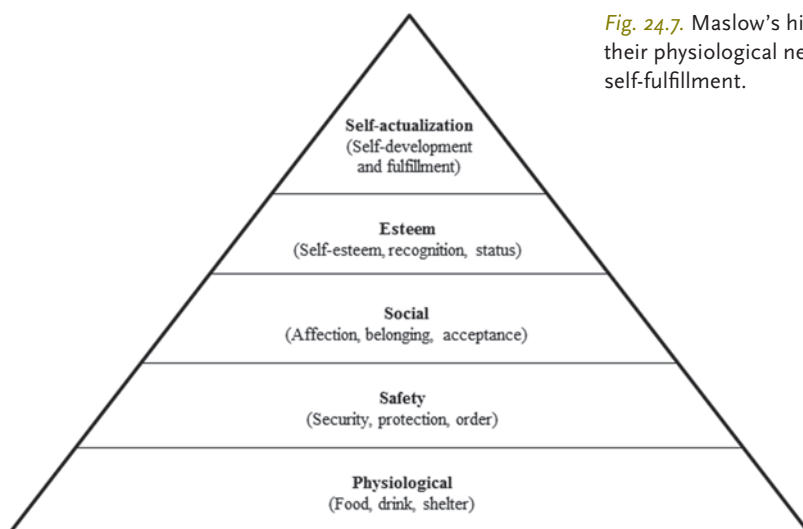 Fig. 24.7. Maslow's hi
their physiological ne
self-fulfillment.
Self-actualization
(Self-development
and fulfillment)
Esteem
(Self-esteem, recognition, status)
Social
(Affection, belonging, acceptance)
Safety
(Security, protection, order)
Physiological
(Food, drink, shelter)